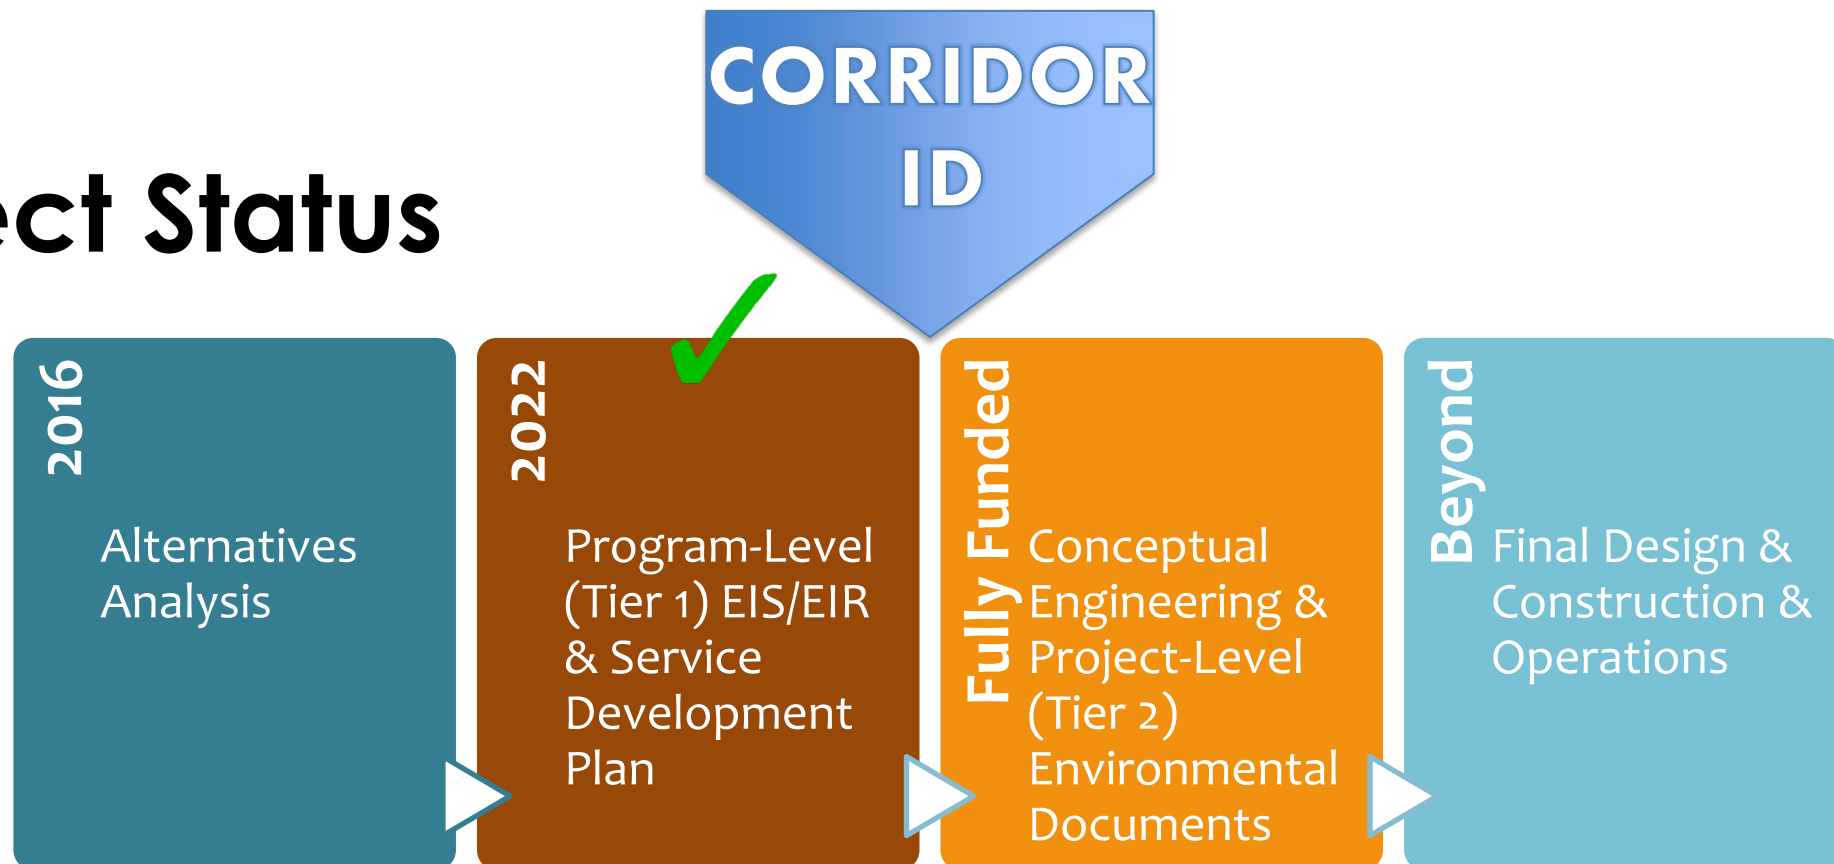 CORRIDOR
ID
ect Status
2016
Alternatives
Analysis
2022
Program-Level
(Tier 1) EIS/EIR
& Service
Development
Plan
Fully Funded
Conceptual
Engineering &
Project-Level
(Tier 2)
Environmental
Documents
Beyond
Final Design &
Construction &
Operations